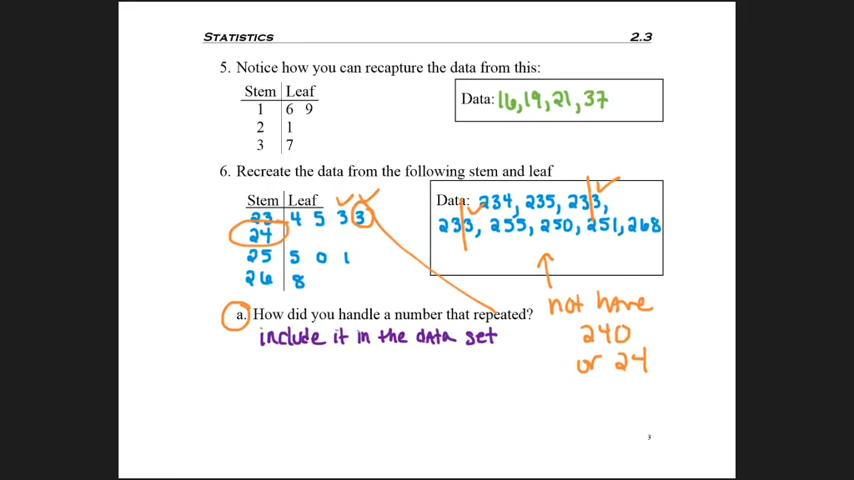 STATISTICS 2.3
5. Notice how you can recapture the data from this:
Stem Leaf
1 6 9
2 1
3 7
Data: 16, 19, 21, 37
6. Recreate the data from the following stem and leaf
Stem Leaf
23 4 5 3 3
24
25 5 0 1
26 8
Data: 234, 235, 233,
233, 255, 250, 251, 268
not have
240
or 24
a. How did you handle a number that repeated?
include it in the data set
3